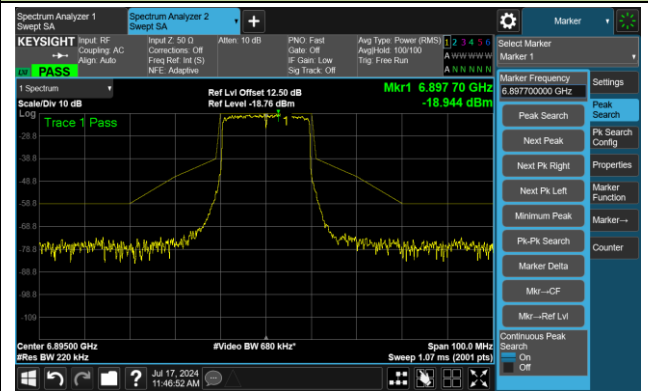 Spectrum Analyzer 1
Swept SA
Spectrum Analyzer 2
Swept SA
Marker
KEYSIGHT
Input: RF
Coupling: AC
Align: Auto
Input Z: 50 Ω
Corrections: Off
Freq Ref: Int (S)
NFE: Adaptive
Atten: 10 dB
PNO: Fast
Gate: Off
IF Gain: Low
Sig Track: Off
Avg Type: Power (RMS)
Avg|Hold: 100/100
Trig: Free Run
1 2 3 4 5 6
A W W W W W
A N N N N N
PASS
Select Marker
Marker 1
1 Spectrum
Scale/Div 10 dB
Log
Ref Lvl Offset 12.50 dB
Ref Level -18.76 dBm
Mkr1 6.897 70 GHz
-18.944 dBm
Trace 1 Pass
1
-28.8
-38.8
-48.8
-58.8
-68.8
-78.8
-88.8
-98.8
-109
Center 6.89500 GHz
#Res BW 220 kHz
#Video BW 680 kHz*
Span 100.0 MHz
Sweep 1.07 ms (2001 pts)
Marker Frequency
6.897700000 GHz
Peak Search
Next Peak
Next Pk Right
Next Pk Left
Minimum Peak
Pk-Pk Search
Marker Delta
Mkr→CF
Mkr→Ref Lvl
Continuous Peak
Search
On
Off
Settings
Peak
Search
Pk Search
Config
Properties
Marker
Function
Marker→
Counter
Jul 17, 2024
11:46:52 AM